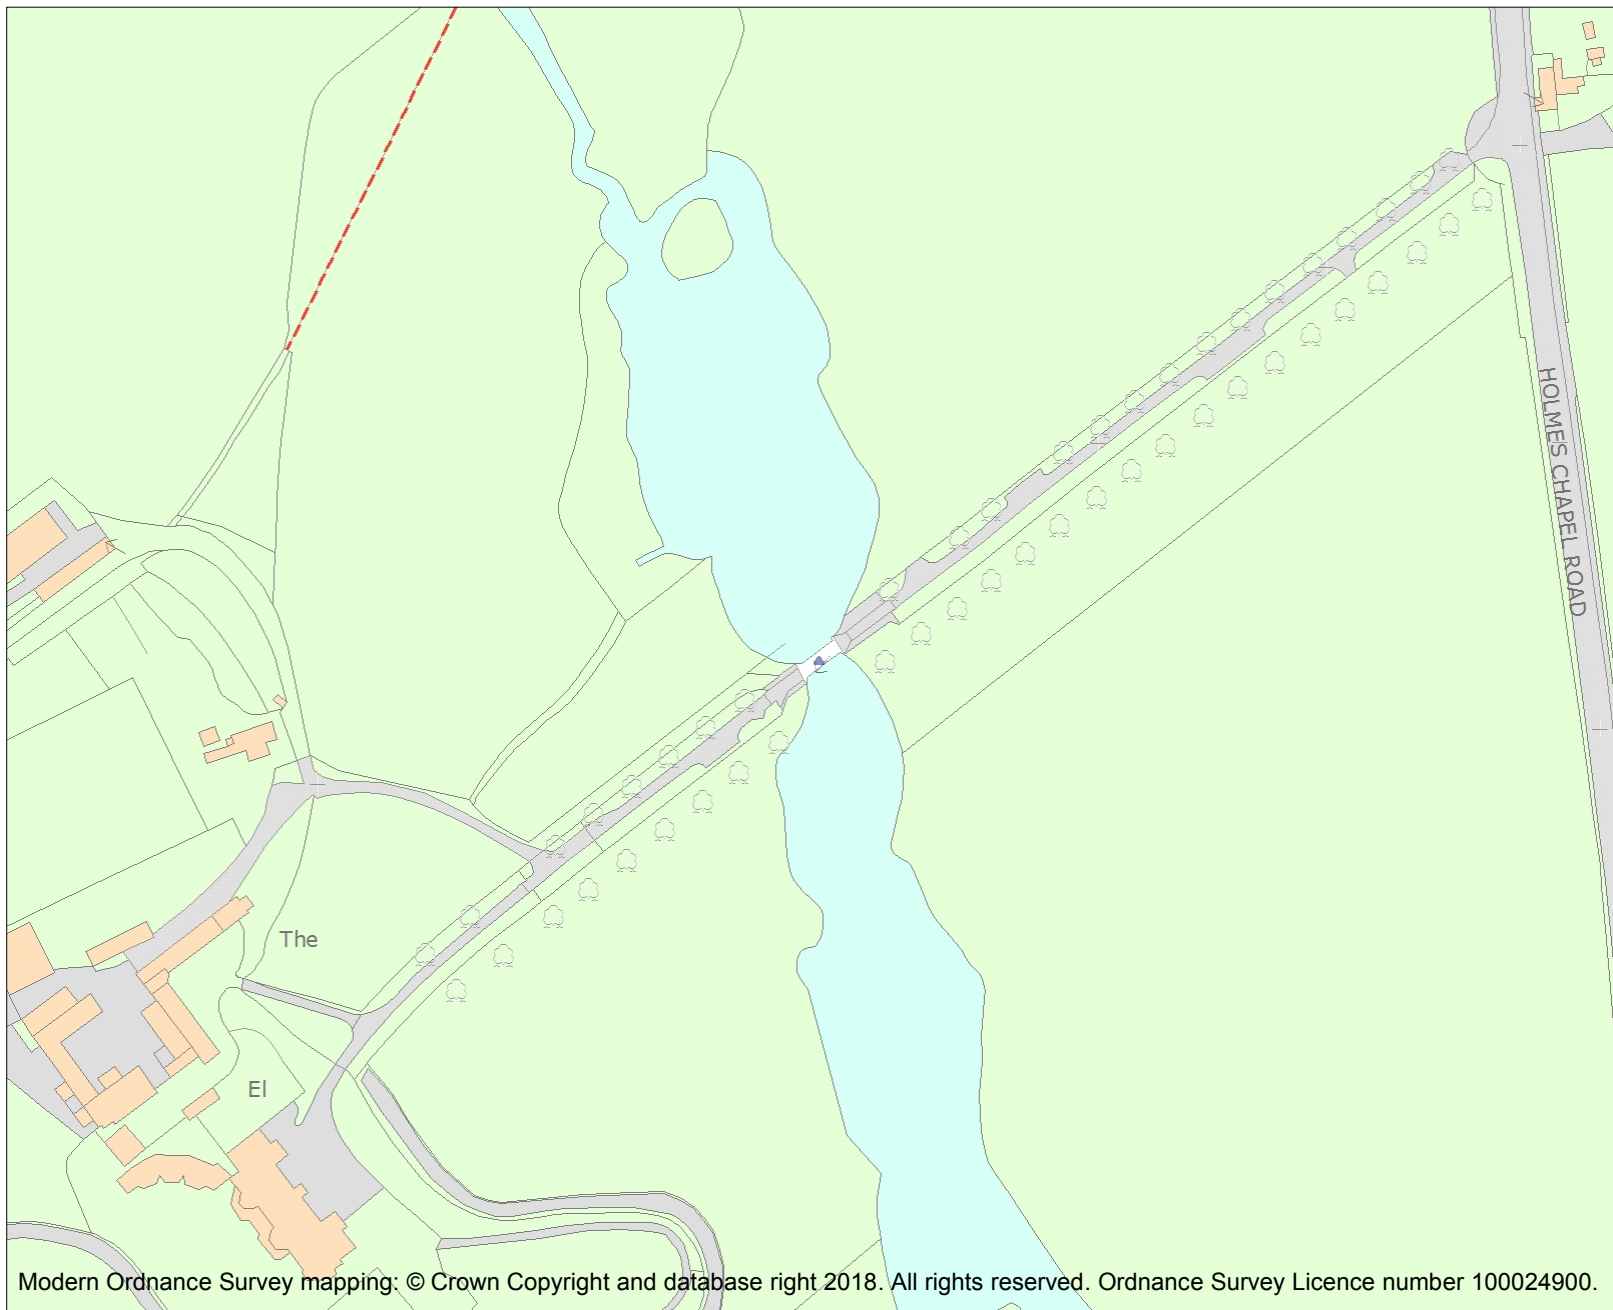 HOLMES CHAPEL ROAD
The
El
Modern Ordnance Survey mapping: © Crown Copyright and database right 2018. All rights reserved. Ordnance Survey Licence number 100024900.